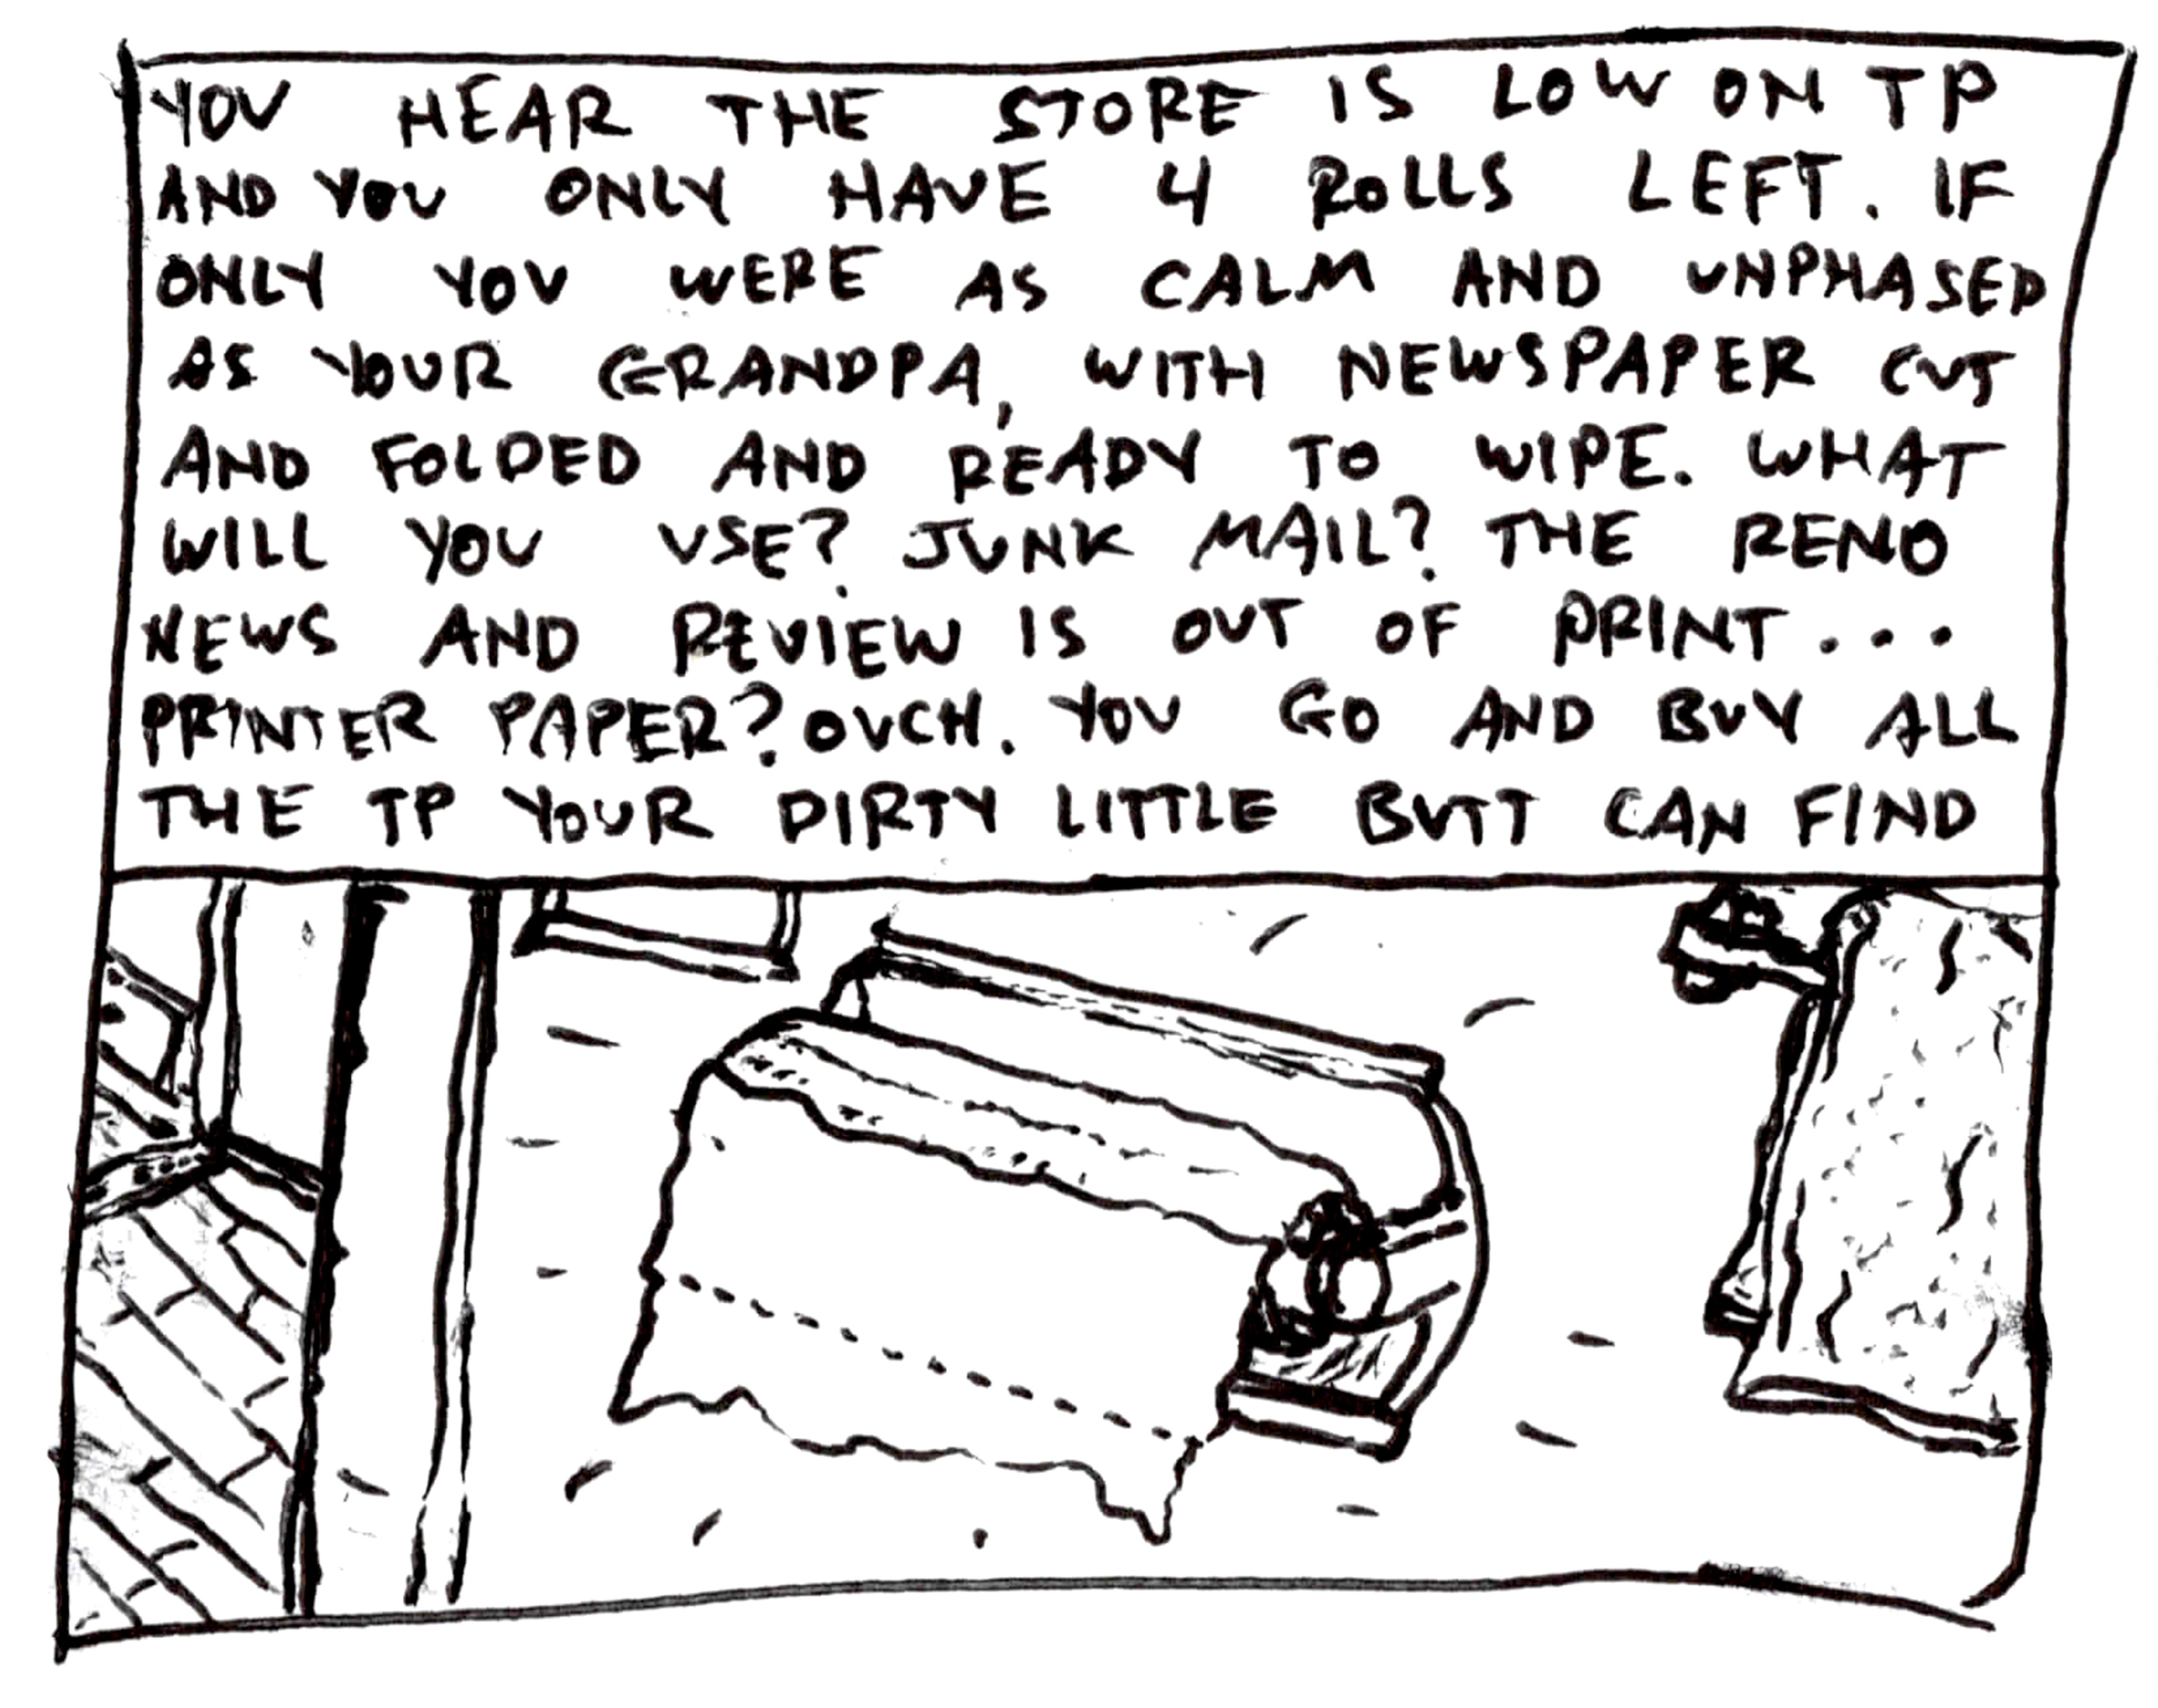 YOU HEAR THE STORE IS LOW ON TP
AND YOU ONLY HAVE 4 ROLLS LEFT. IF
ONLY YOU WERE AS CALM AND UNPHASED
AS YOUR GRANDPA, WITH NEWSPAPER CUT
AND FOLDED AND READY TO WIPE. WHAT
WILL YOU USE? JUNK MAIL? THE RENO
NEWS AND REVIEW IS OUT OF PRINT...
PRINTER PAPER? OUCH. YOU GO AND BUY ALL
THE TP YOUR DIRTY LITTLE BUTT CAN FIND